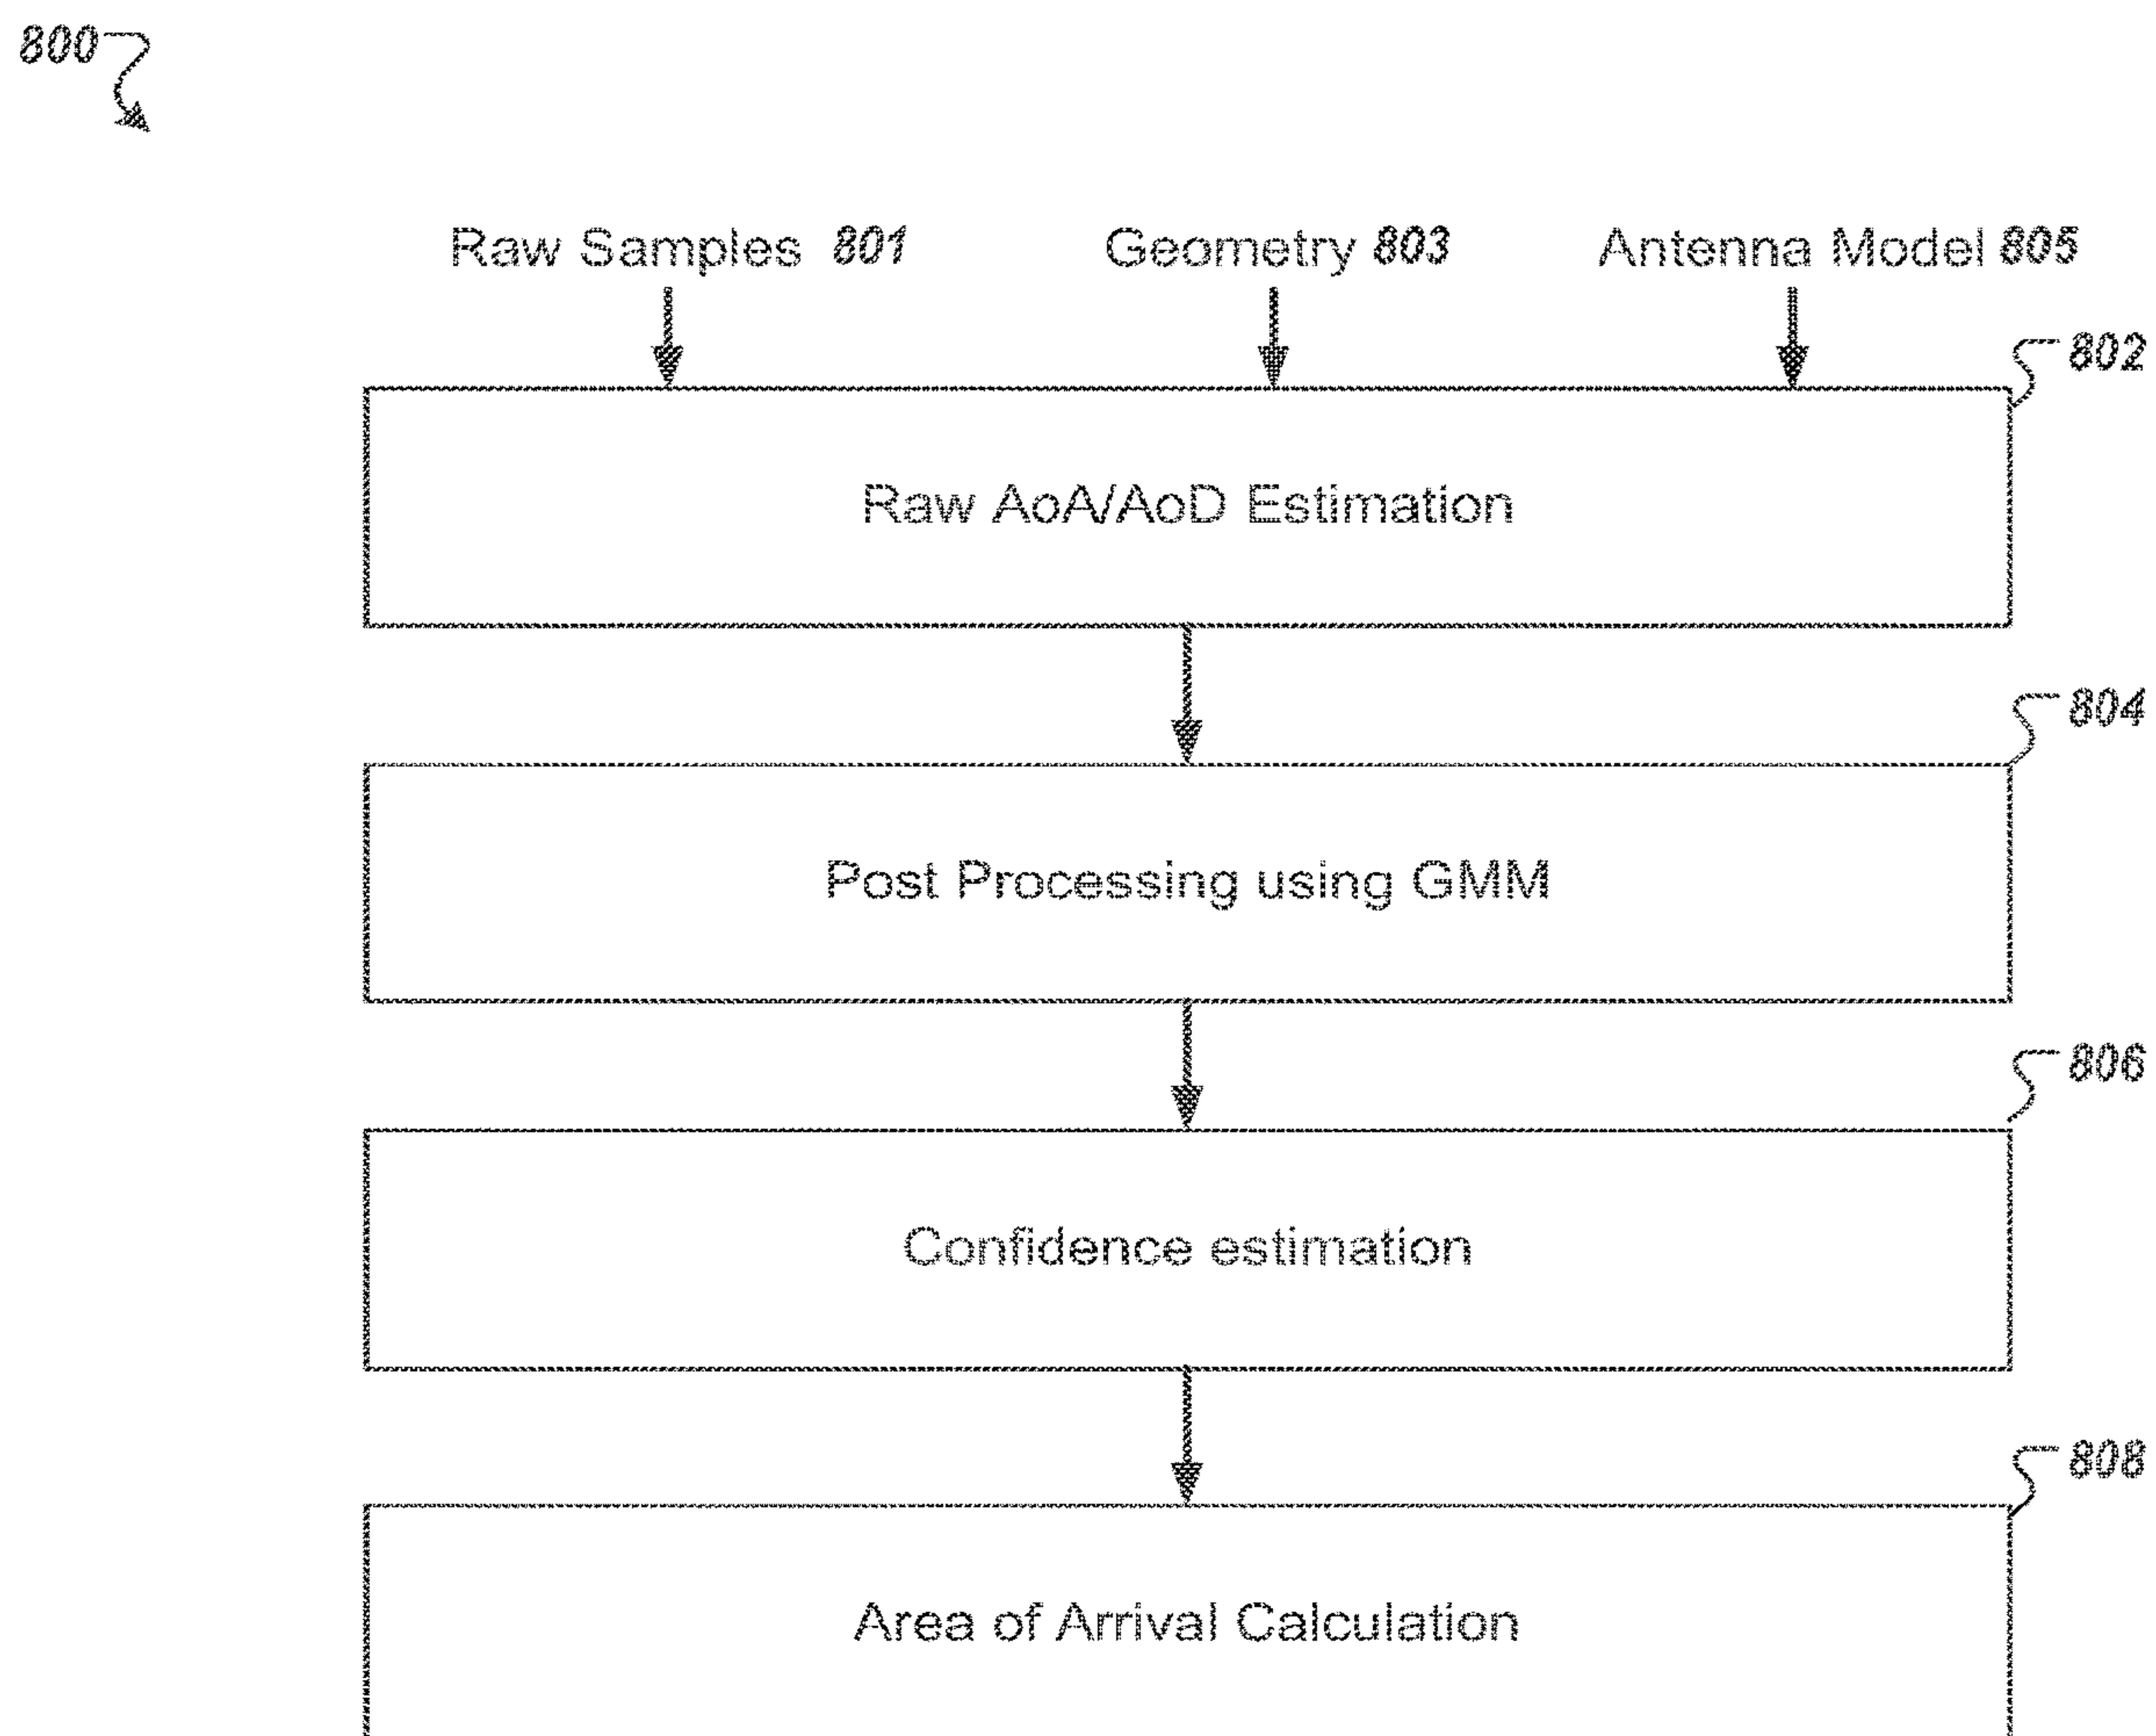 800
Raw Samples 801 Geometry 803 Antenna Model 805
802
Raw AoA/AoD Estimation
804
Post Processing using GMM
806
Confidence estimation
808
Area of Arrival Calculation